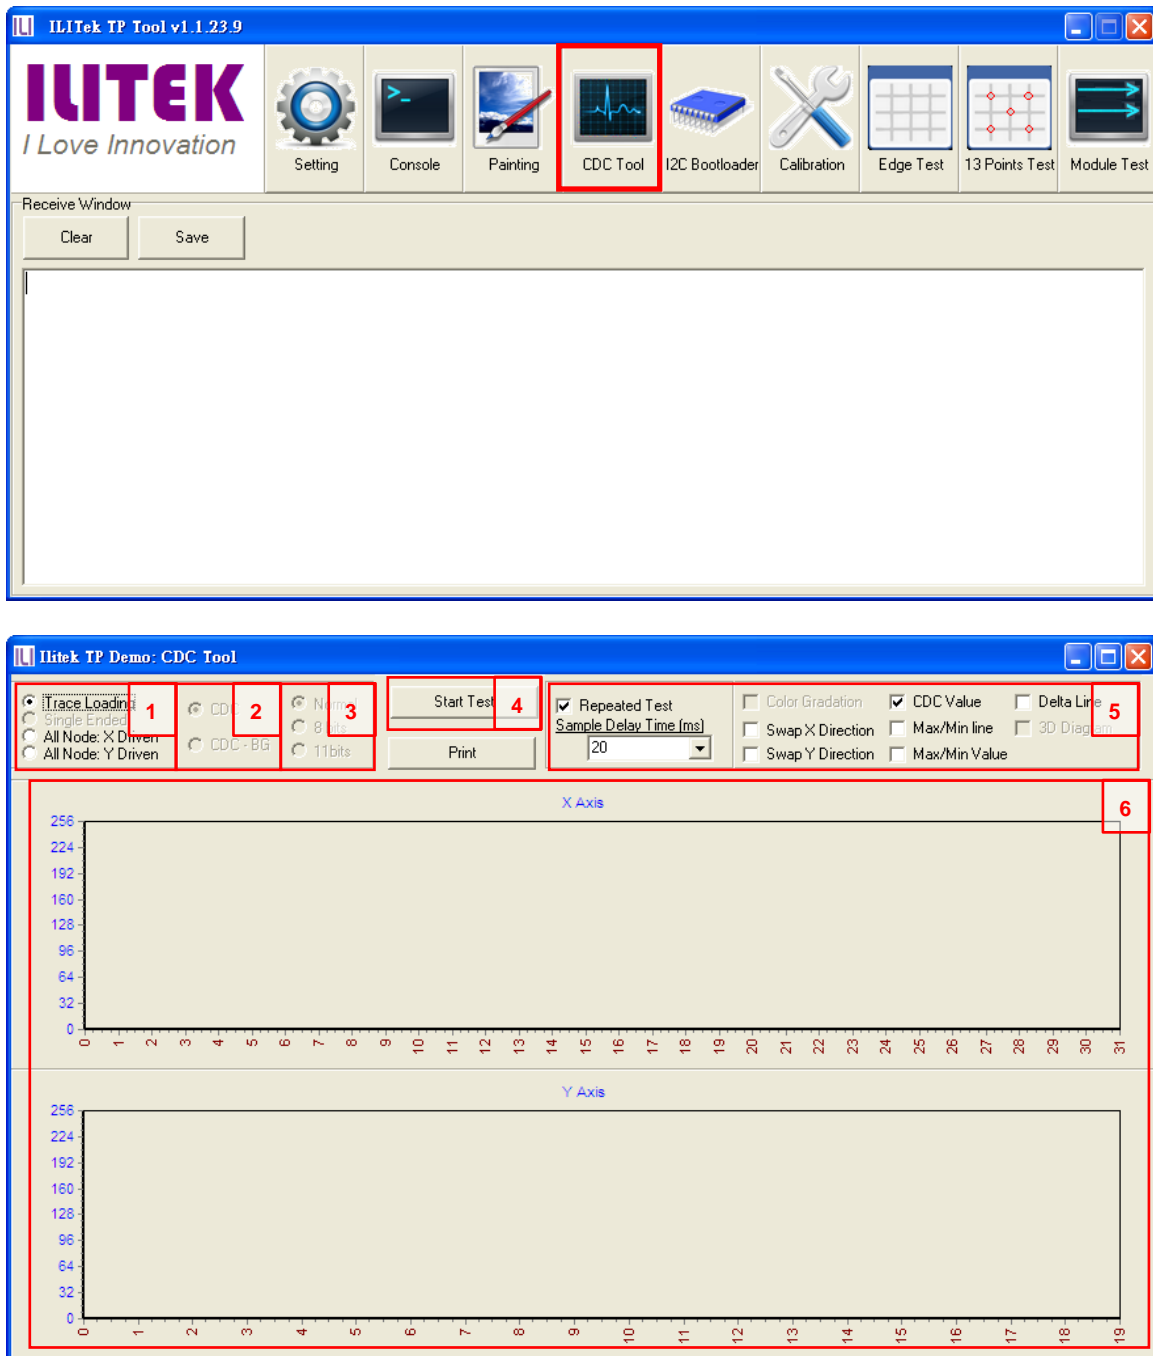 ILITek TP Tool v1.1.23.9
ILITEK
I Love Innovation
Setting
Console
Painting
CDC Tool
I2C Bootloader
Calibration
Edge Test
13 Points Test
Module Test
Receive Window
Clear
Save
Ilitek TP Demo: CDC Tool
Trace Loading
Single Ended
All Node: X Driven
All Node: Y Driven
1
CDC
CDC - BG
2
Normal
8 bits
11bits
3
Start Test
4
Print
Repeated Test
Sample Delay Time (ms)
20
Color Gradation
Swap X Direction
Swap Y Direction
CDC Value
Max/Min line
Max/Min Value
Delta Line
3D Diagram
5
6
X Axis
256
224
192
160
128
96
64
32
0
0 1 2 3 4 5 6 7 8 9 10 11 12 13 14 15 16 17 18 19 20 21 22 23 24 25 26 27 28 29 30 31
Y Axis
256
224
192
160
128
96
64
32
0
0 1 2 3 4 5 6 7 8 9 10 11 12 13 14 15 16 17 18 19